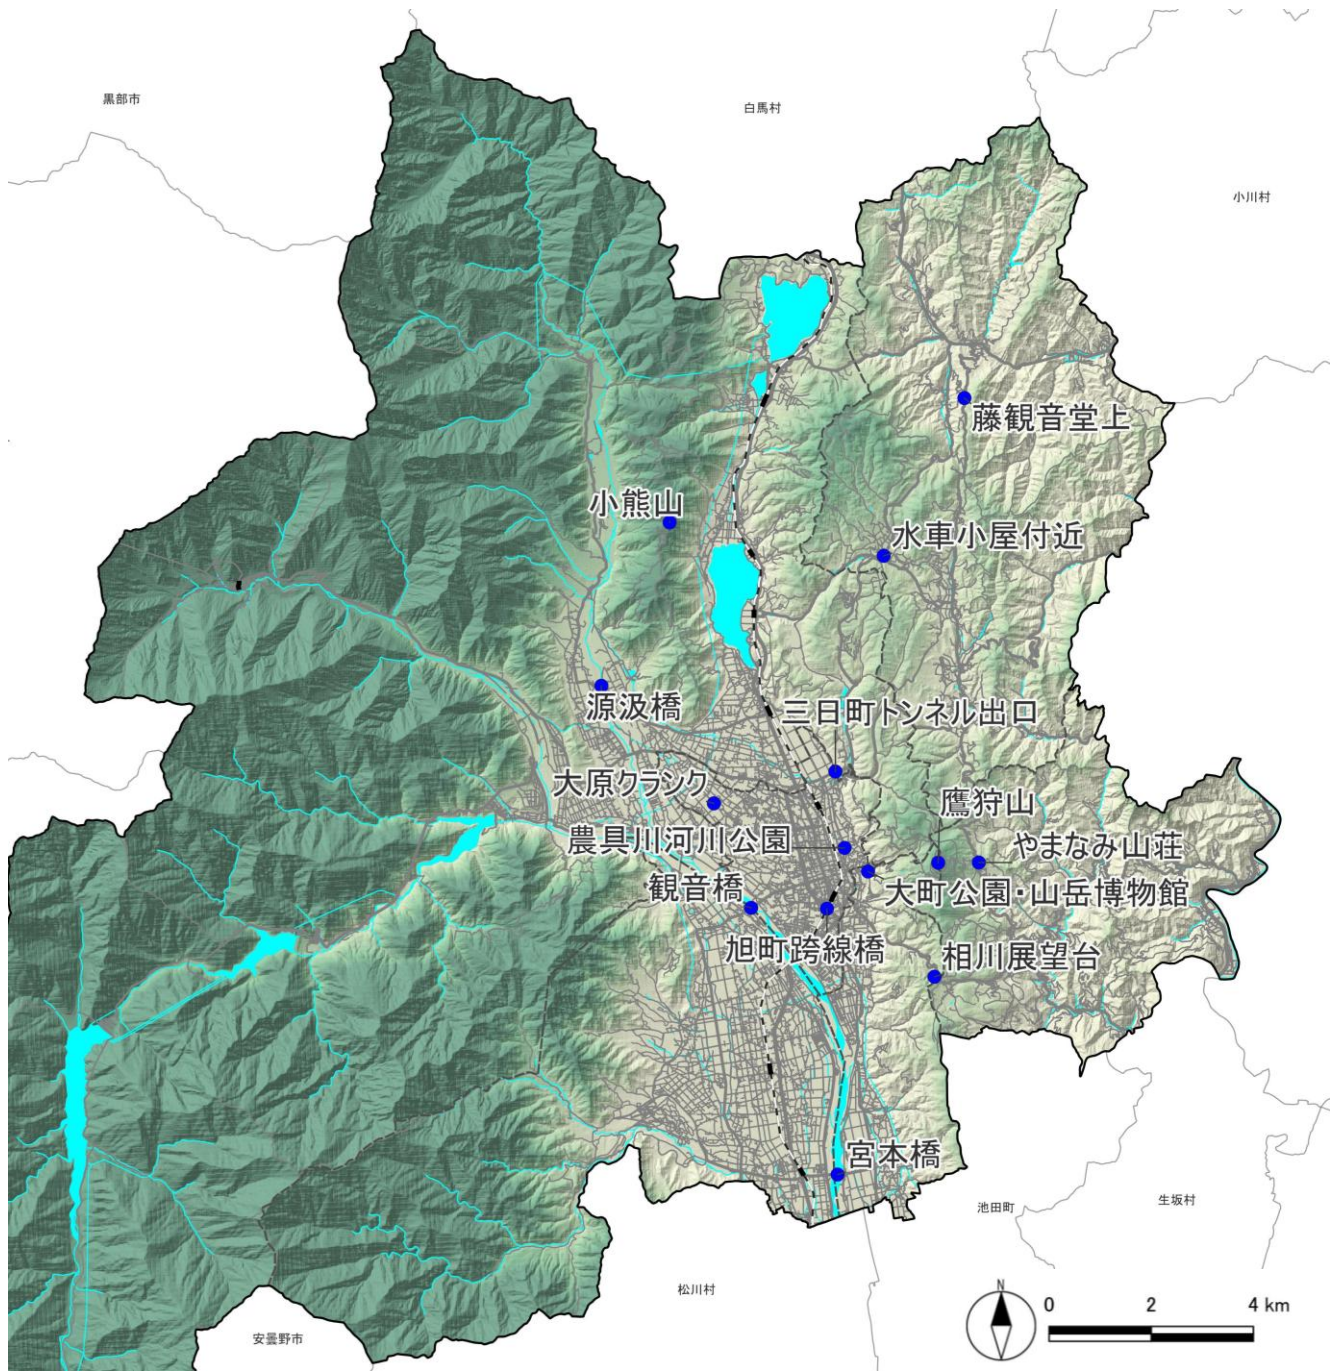 黒部市
白馬村
小川村
藤観音堂上
小熊山
水車小屋付近
源汲橋
三日町トンネル出口
大原クランク
鷹狩山
農具川河川公園
やまなみ山荘
観音橋
大町公園・山岳博物館
旭町跨線橋
相川展望台
宮本橋
池田町
生坂村
松川村
安曇野市
N
0 2 4 km